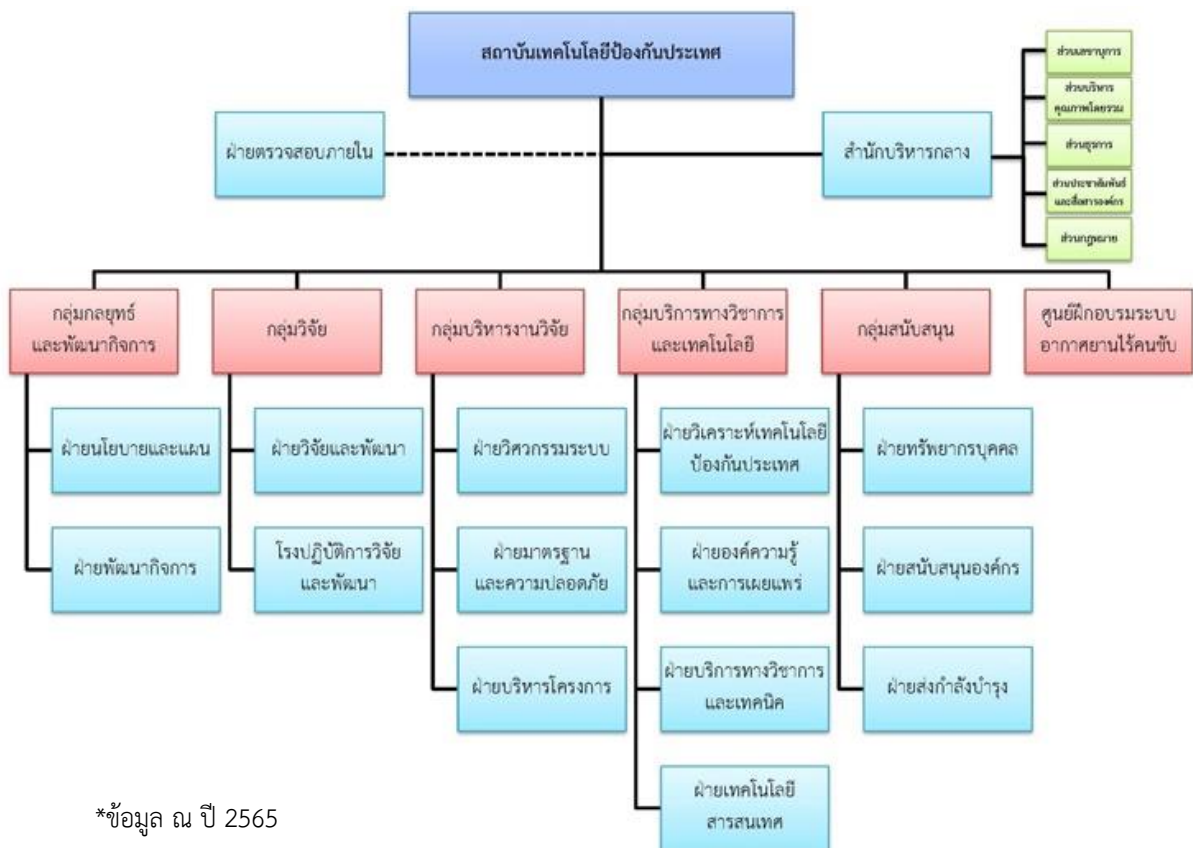 สถาบันเทคโนโลยีป้องกันประเทศ
ฝ่ายตรวจสอบภายใน
สำนักบริหารกลาง
ส่วนเลขานุการ
ส่วนบริหาร
คุณภาพโดยรวม
ส่วนธุรการ
ส่วนประชาสัมพันธ์
และสื่อสารองค์กร
ส่วนกฎหมาย
กลุ่มกลยุทธ์
และพัฒนากิจการ
กลุ่มวิจัย
กลุ่มบริหารงานวิจัย
กลุ่มบริการทางวิชาการ
และเทคโนโลยี
กลุ่มสนับสนุน
ศูนย์ฝึกอบรมระบบ
อากาศยานไร้คนขับ
ฝ่ายนโยบายและแผน
ฝ่ายพัฒนากิจการ
ฝ่ายวิจัยและพัฒนา
โรงปฏิบัติการวิจัย
และพัฒนา
ฝ่ายวิศวกรรมระบบ
ฝ่ายมาตรฐาน
และความปลอดภัย
ฝ่ายบริหารโครงการ
ฝ่ายวิเคราะห์เทคโนโลยี
ป้องกันประเทศ
ฝ่ายองค์ความรู้
และการเผยแพร่
ฝ่ายบริการทางวิชาการ
และเทคนิค
ฝ่ายเทคโนโลยี
สารสนเทศ
ฝ่ายทรัพยากรบุคคล
ฝ่ายสนับสนุนองค์กร
ฝ่ายส่งกำลังบำรุง
*ข้อมูล ณ ปี 2565